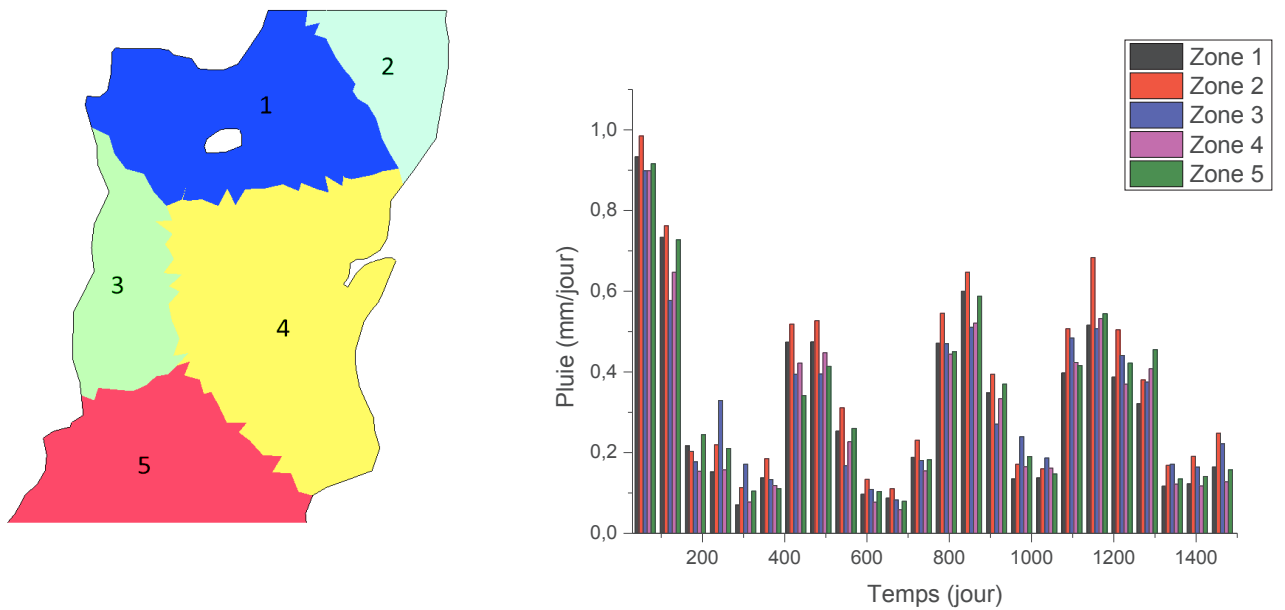 1
2
3
4
5
Pluie (mm/jour)
1,0
0,8
0,6
0,4
0,2
0,0
200 400 600 800 1000 1200 1400
Temps (jour)
Zone 1
Zone 2
Zone 3
Zone 4
Zone 5